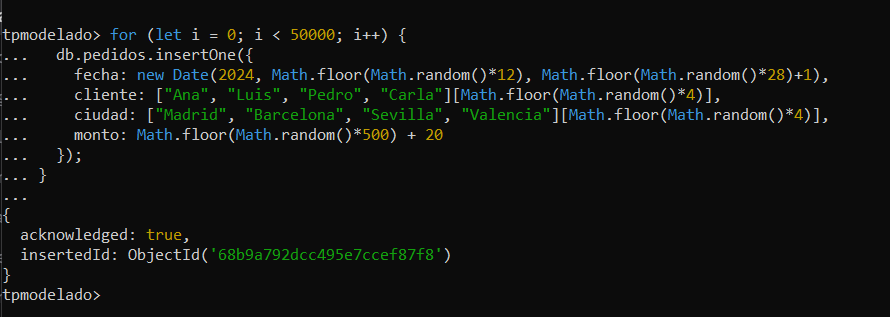 tpmodelado> for (let i = 0; i < 50000; i++) {
...   db.pedidos.insertOne({
...     fecha: new Date(2024, Math.floor(Math.random()*12), Math.floor(Math.random()*28)+1),
...     cliente: ["Ana", "Luis", "Pedro", "Carla"][Math.floor(Math.random()*4)],
...     ciudad: ["Madrid", "Barcelona", "Sevilla", "Valencia"][Math.floor(Math.random()*4)],
...     monto: Math.floor(Math.random()*500) + 20
...   });
... }
...
{
  acknowledged: true,
  insertedId: ObjectId('68b9a792dcc495e7ccef87f8')
}
tpmodelado>